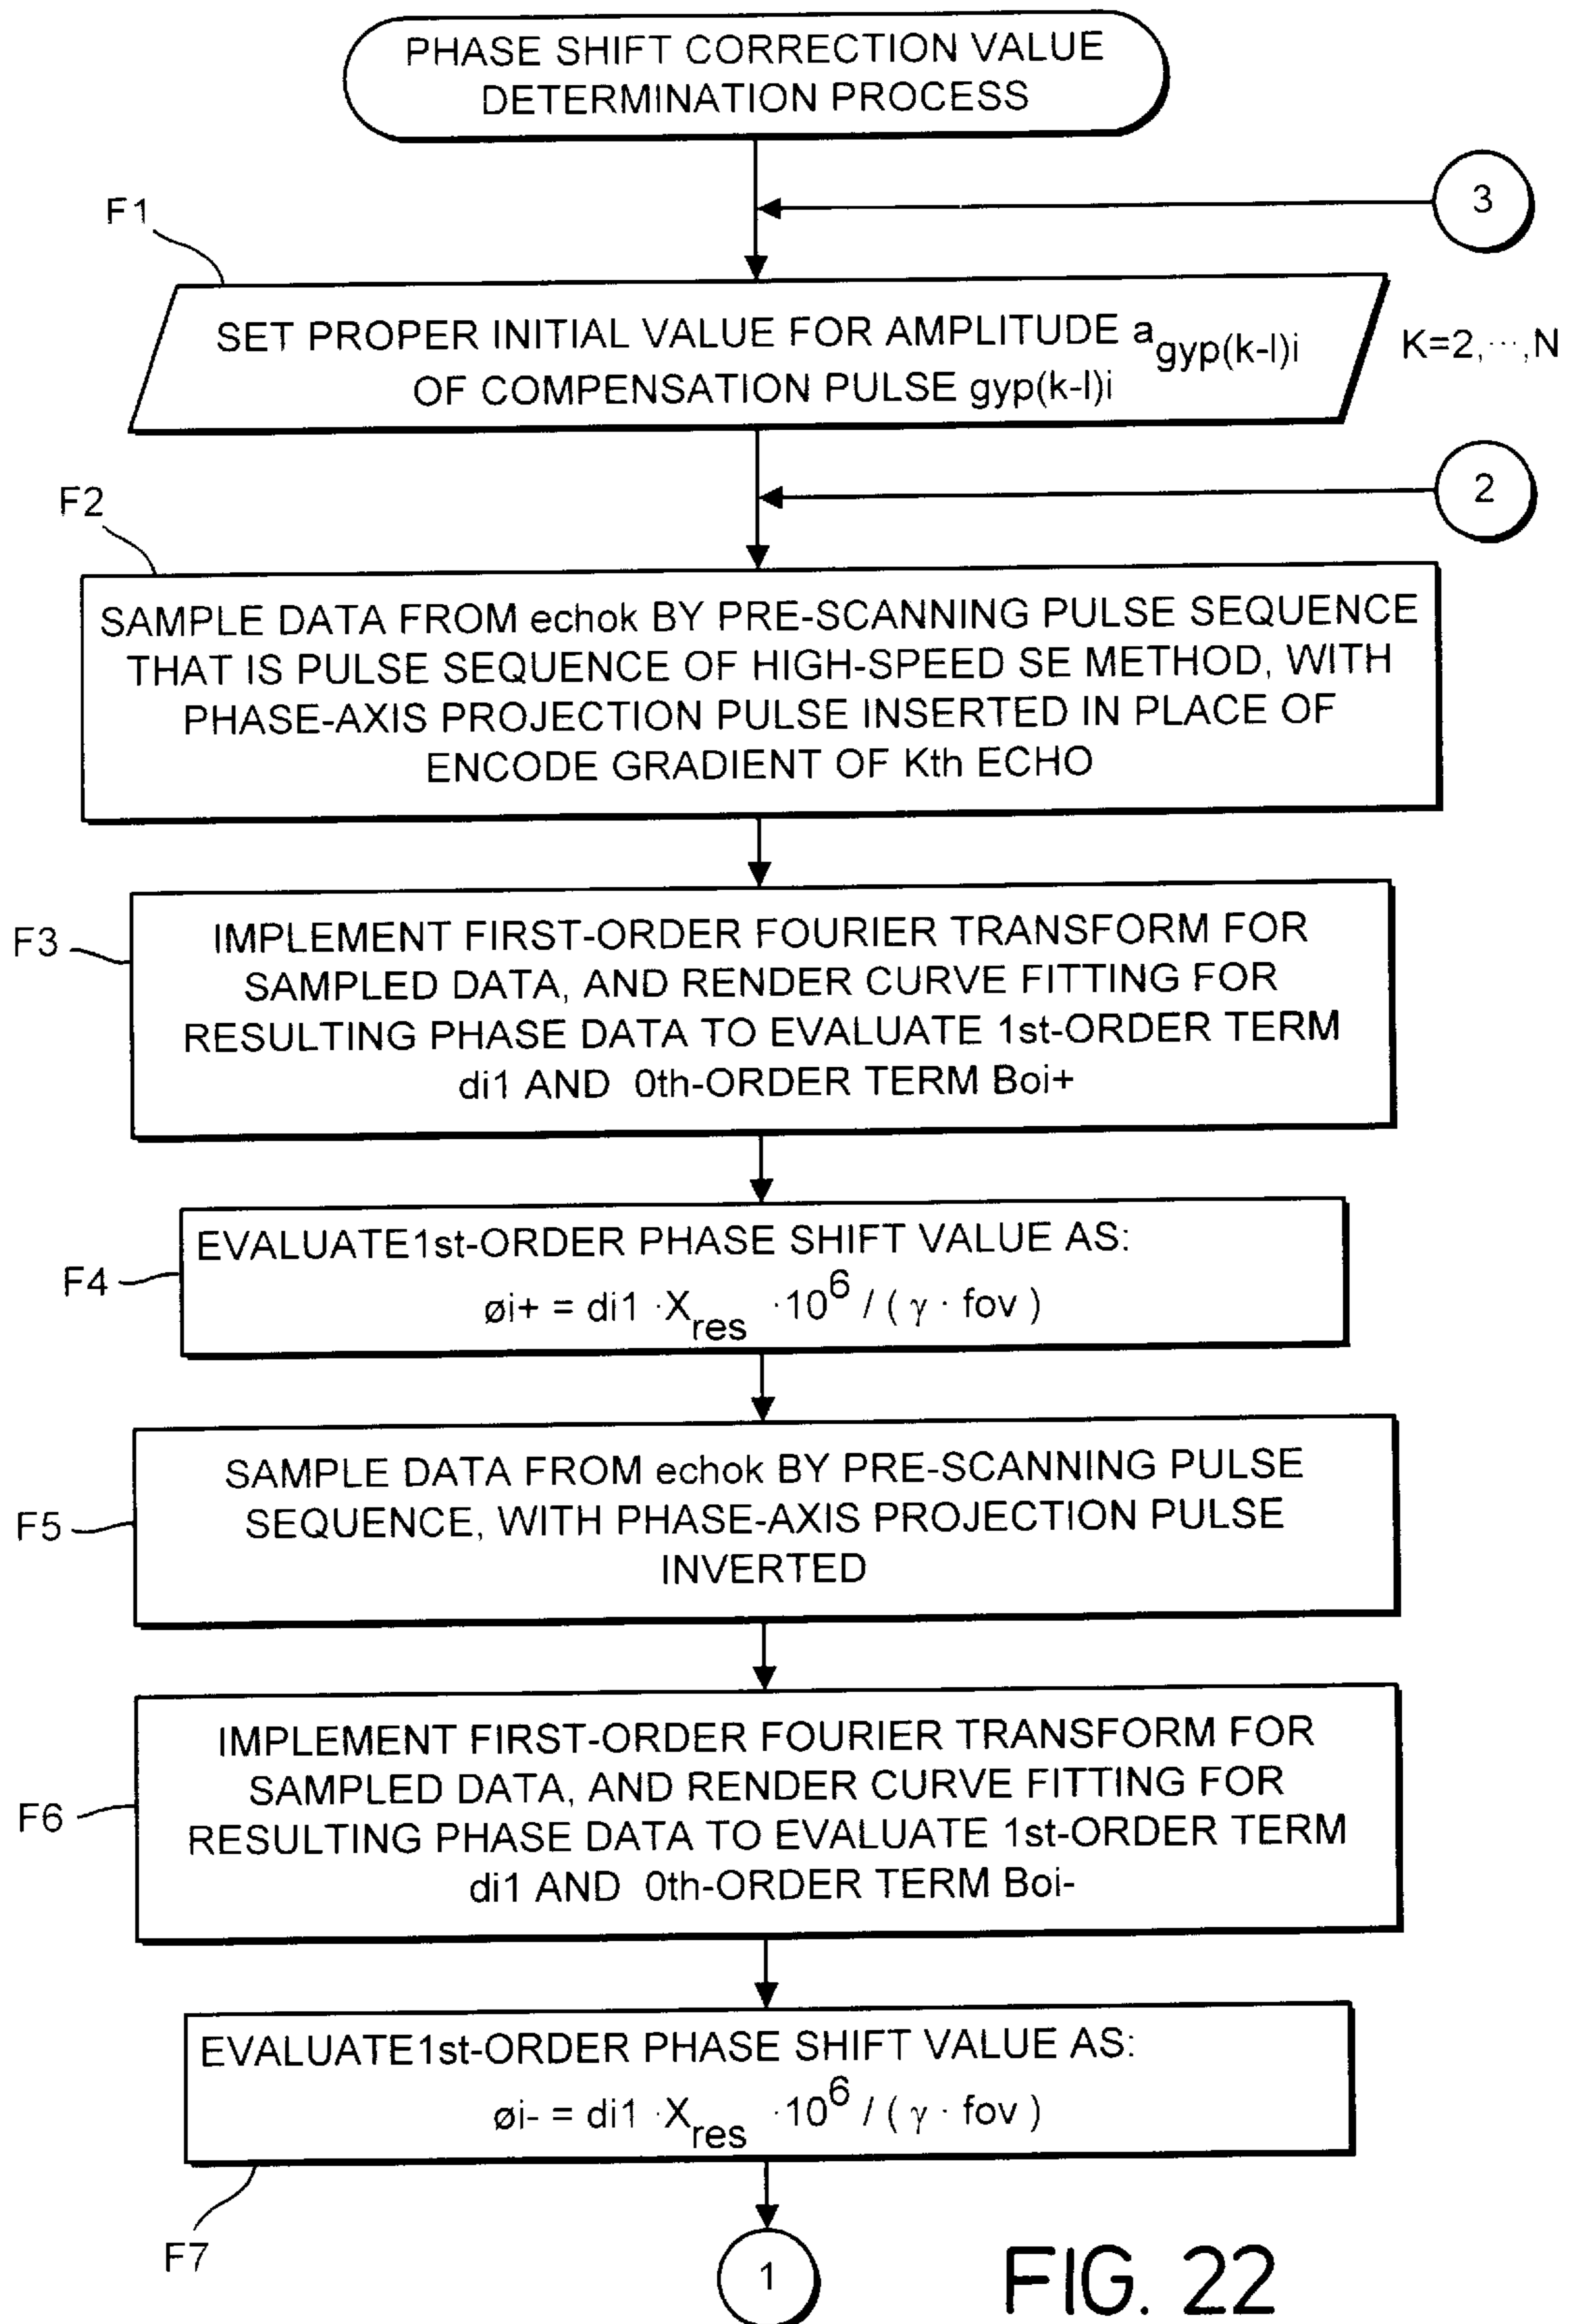 PHASE SHIFT CORRECTION VALUE
DETERMINATION PROCESS
3
F1
SET PROPER INITIAL VALUE FOR AMPLITUDE a gyp(k-l)i
OF COMPENSATION PULSE gyp(k-l)i
K=2,···,N
2
F2
SAMPLE DATA FROM echok BY PRE-SCANNING PULSE SEQUENCE
THAT IS PULSE SEQUENCE OF HIGH-SPEED SE METHOD, WITH
PHASE-AXIS PROJECTION PULSE INSERTED IN PLACE OF
ENCODE GRADIENT OF Kth ECHO
F3
IMPLEMENT FIRST-ORDER FOURIER TRANSFORM FOR
SAMPLED DATA, AND RENDER CURVE FITTING FOR
RESULTING PHASE DATA TO EVALUATE 1st-ORDER TERM
di1 AND 0th-ORDER TERM Boi+
F4
EVALUATE1st-ORDER PHASE SHIFT VALUE AS:
øi+ = di1 ·Xres ·10^6 / ( γ · fov )
F5
SAMPLE DATA FROM echok BY PRE-SCANNING PULSE
SEQUENCE, WITH PHASE-AXIS PROJECTION PULSE
INVERTED
F6
IMPLEMENT FIRST-ORDER FOURIER TRANSFORM FOR
SAMPLED DATA, AND RENDER CURVE FITTING FOR
RESULTING PHASE DATA TO EVALUATE 1st-ORDER TERM
di1 AND 0th-ORDER TERM Boi-
EVALUATE1st-ORDER PHASE SHIFT VALUE AS:
øi- = di1 ·Xres ·10^6 / ( γ · fov )
F7
1
FIG. 22